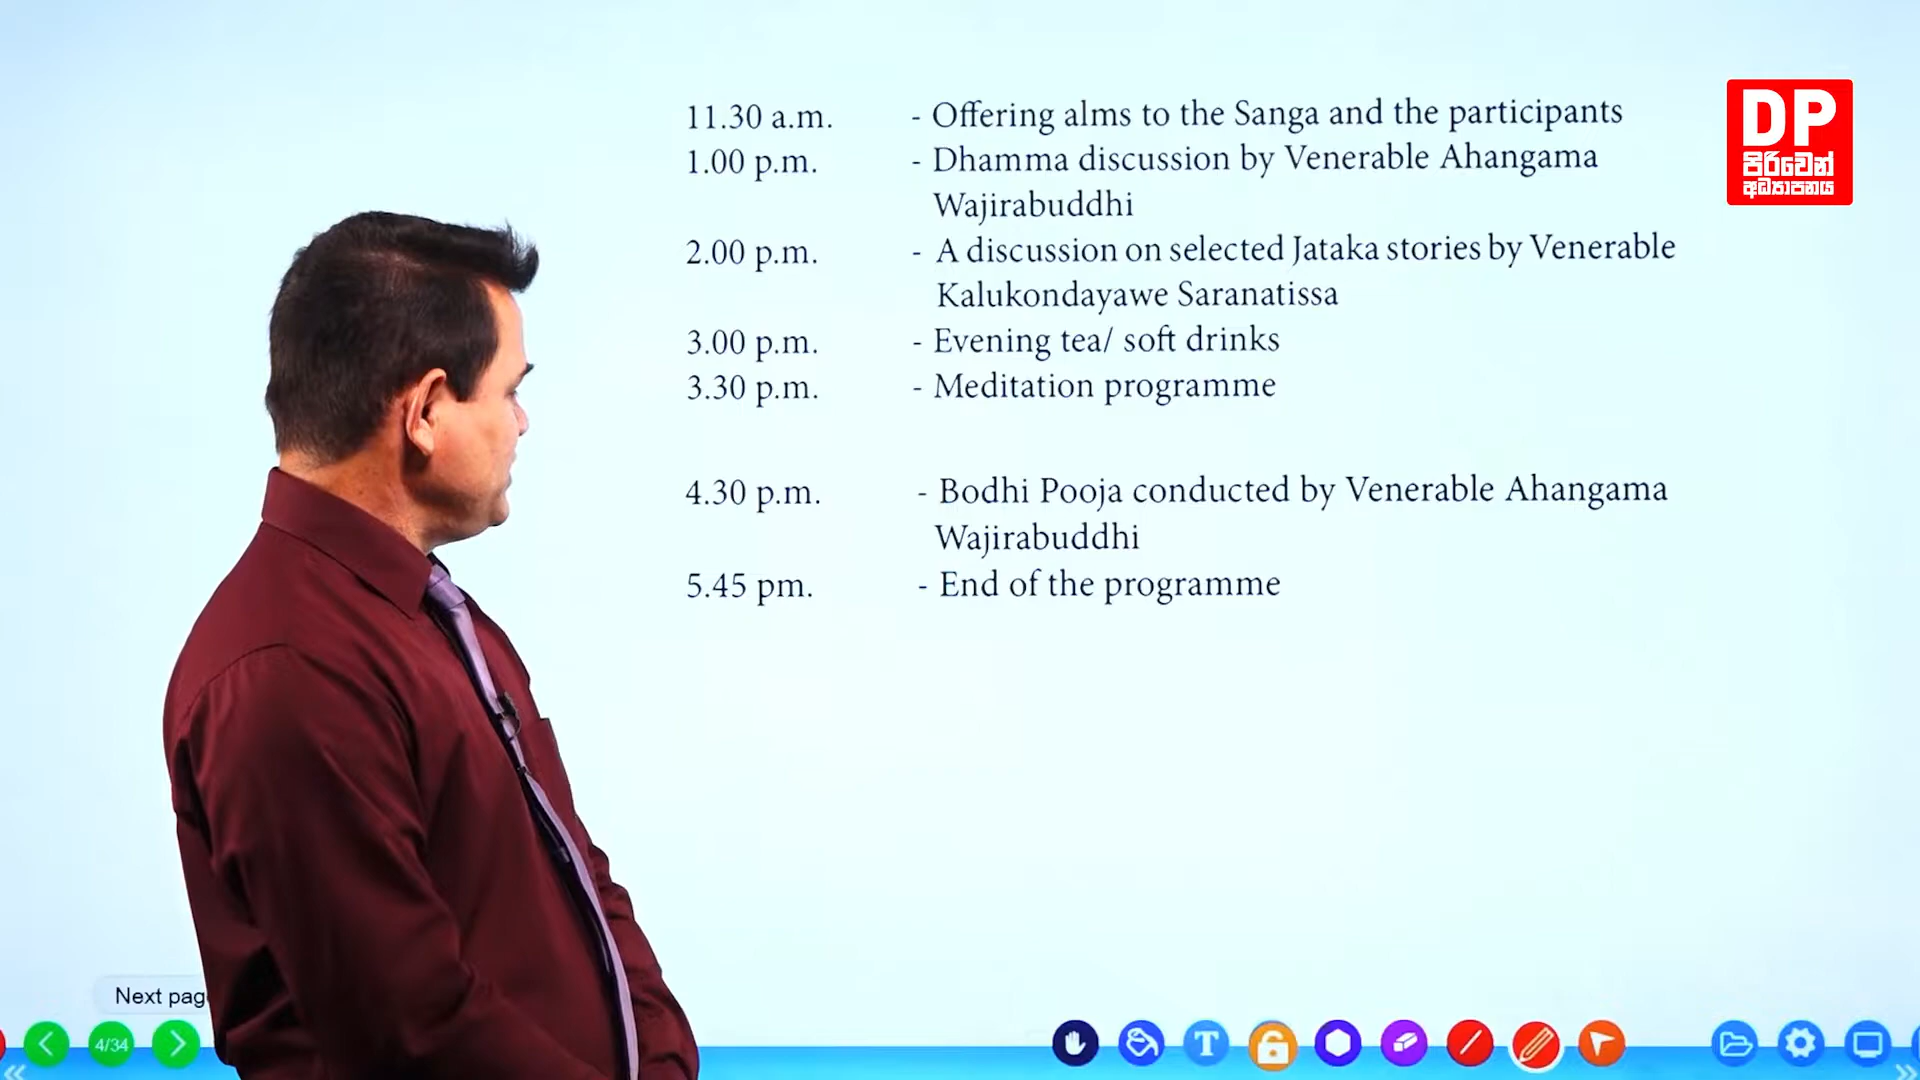 DP
පිරිවෙන්
අධ්‍යාපනය
11.30 a.m. - Offering alms to the Sanga and the participants
1.00 p.m. - Dhamma discussion by Venerable Ahangama
Wajirabuddhi
2.00 p.m. - A discussion on selected Jataka stories by Venerable
Kalukondayawe Saranatissa
3.00 p.m. - Evening tea/ soft drinks
3.30 p.m. - Meditation programme
4.30 p.m. - Bodhi Pooja conducted by Venerable Ahangama
Wajirabuddhi
5.45 pm. - End of the programme
Next pag
4/34
T